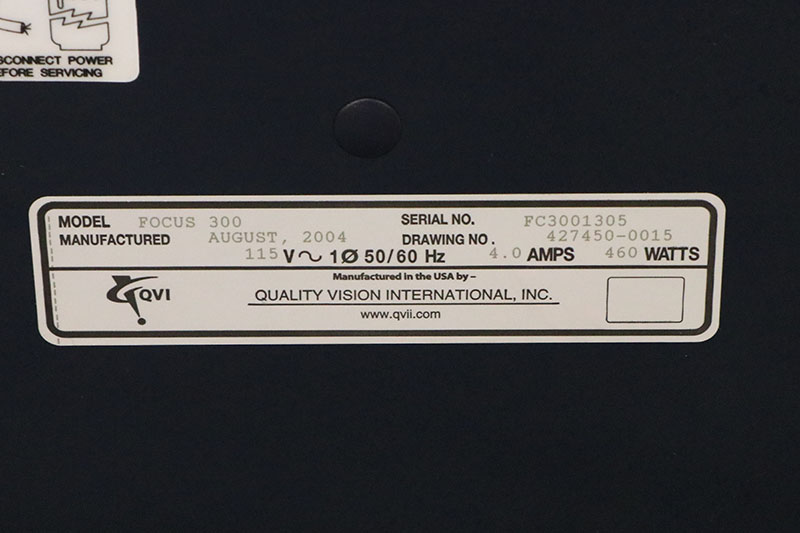 SCONNECT POWER
EFORE SERVICING
MODEL FOCUS 300 SERIAL NO. FC3001305
MANUFACTURED AUGUST, 2004 DRAWING NO. 427450-0015
115 V ~ 1Ø 50/60 Hz 4.0 AMPS 460 WATTS
Manufactured in the USA by –
QVI
QUALITY VISION INTERNATIONAL, INC.
www.qvii.com